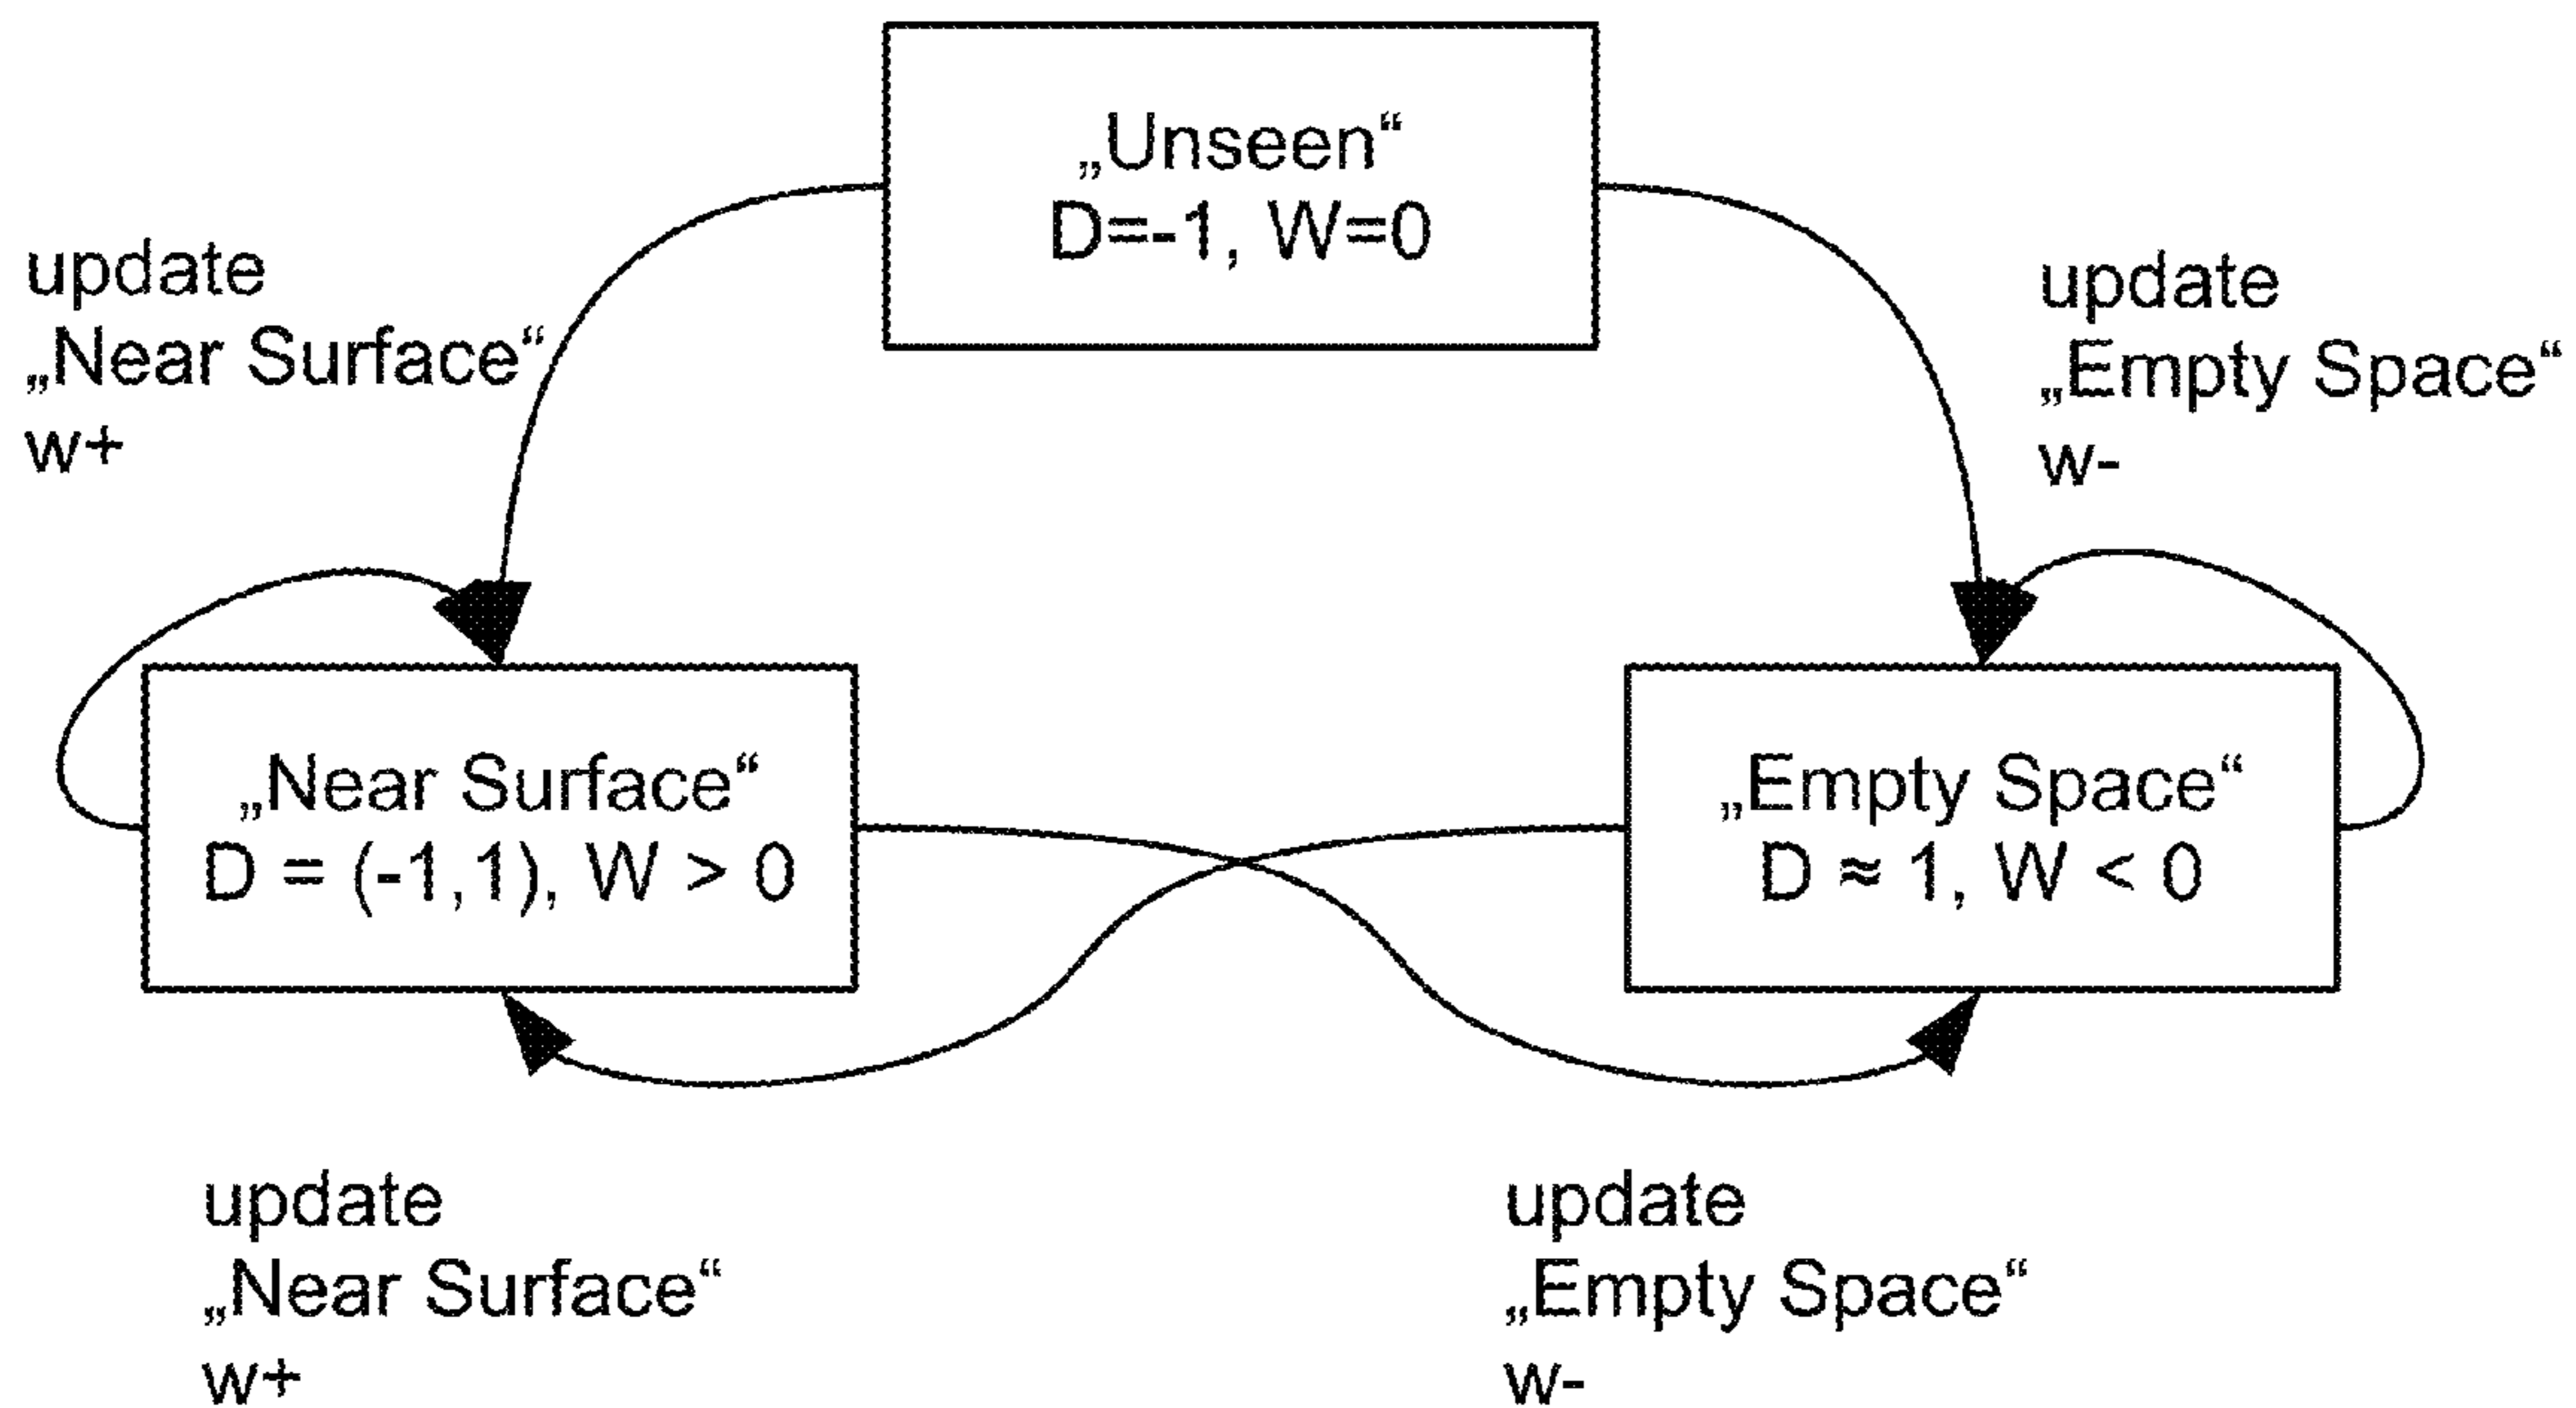 „Unseen“
D=-1, W=0
update
„Near Surface“
w+
update
„Empty Space“
w-
„Near Surface“
D = (-1,1), W > 0
„Empty Space“
D ≈ 1, W < 0
update
„Near Surface“
w+
update
„Empty Space“
w-